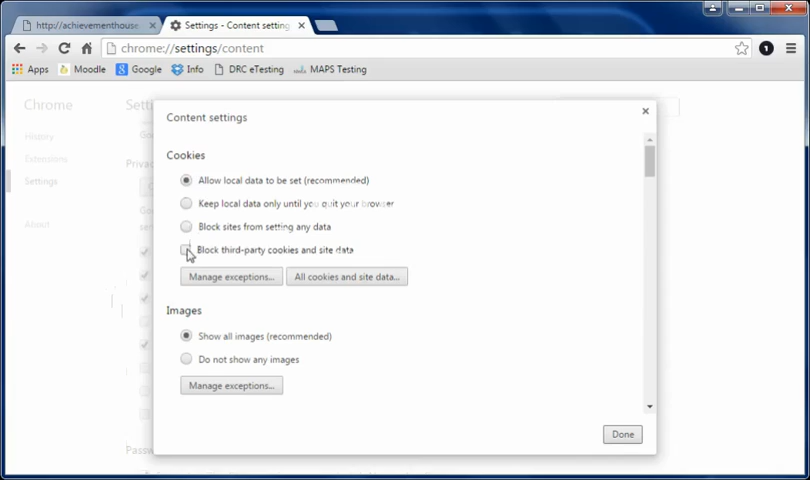 http://achievementhouse
Settings - Content setting
chrome://settings/content
1
Apps Moodle Google Info DRC eTesting MAPS Testing
Chrome
History
Extensions
Settings
About
Content settings
Cookies
Allow local data to be set (recommended)
Keep local data only until you quit your browser
Block sites from setting any data
Block third-party cookies and site data
Manage exceptions... All cookies and site data...
Images
Show all images (recommended)
Do not show any images
Manage exceptions...
Done